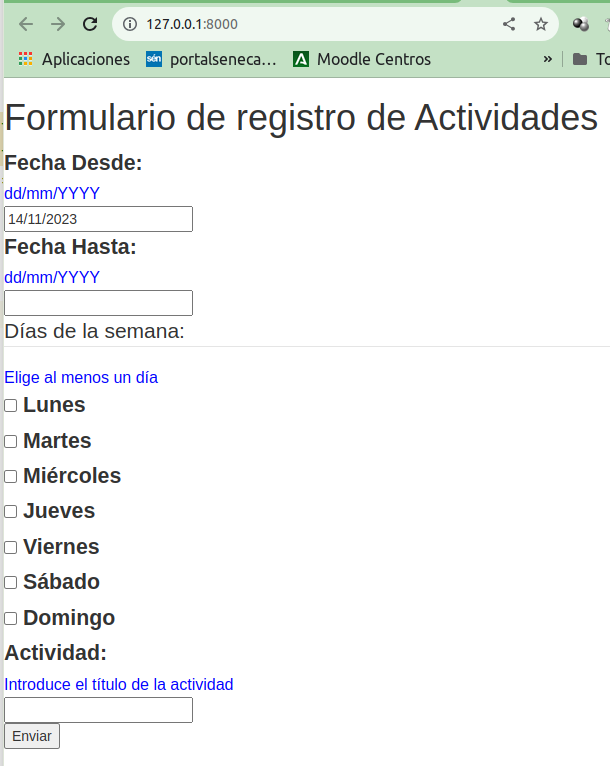 127.0.0.1:8000
Aplicaciones sén portalseneca... Moodle Centros » To
Formulario de registro de Actividades
Fecha Desde:
dd/mm/YYYY
14/11/2023
Fecha Hasta:
dd/mm/YYYY
Días de la semana:
Elige al menos un día
Lunes
Martes
Miércoles
Jueves
Viernes
Sábado
Domingo
Actividad:
Introduce el título de la actividad
Enviar